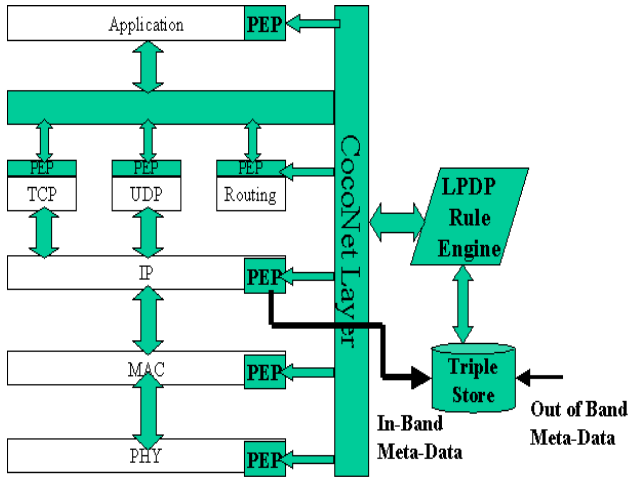 Application
PEP
PEP
PEP
PEP
TCP
UDP
Routing
IP
PEP
MAC
PEP
PHY
PEP
CocoNet Layer
LPDP
Rule
Engine
Triple
Store
In-Band
Meta-Data
Out of Band
Meta-Data